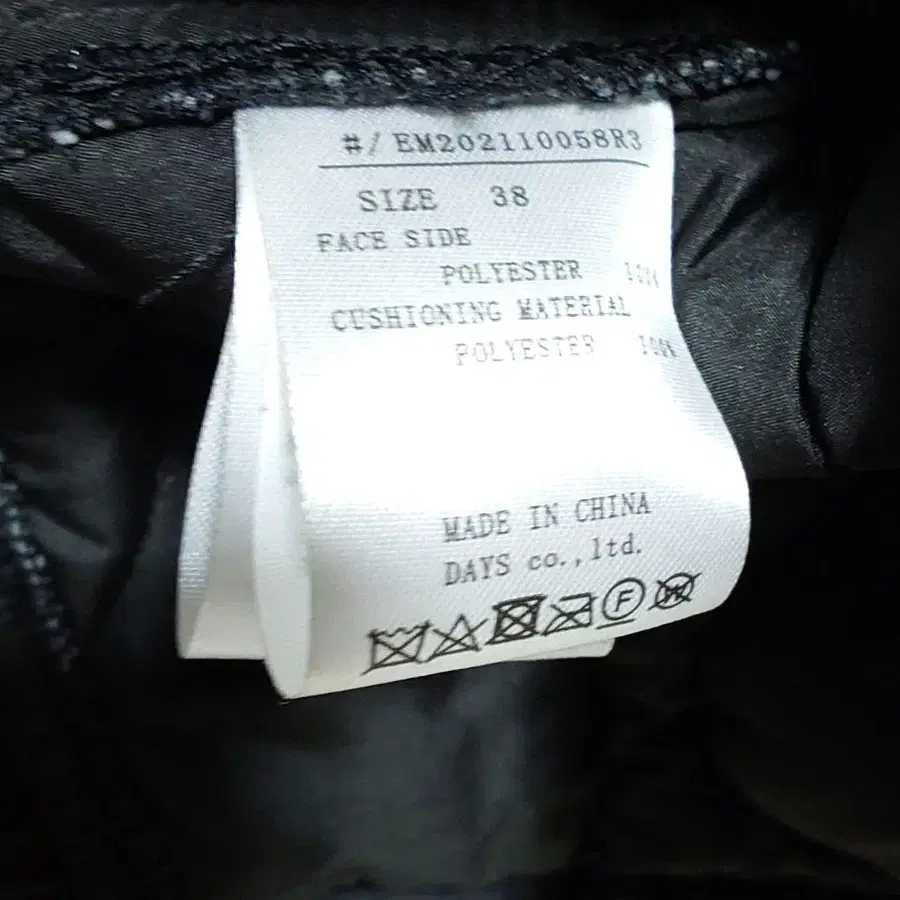 #/EM202110058R3
SIZE 38
FACE SIDE
POLYESTER 100%
CUSHIONING MATERIAL
POLYESTER 100%
MADE IN CHINA
DAYS co.,ltd.
F W